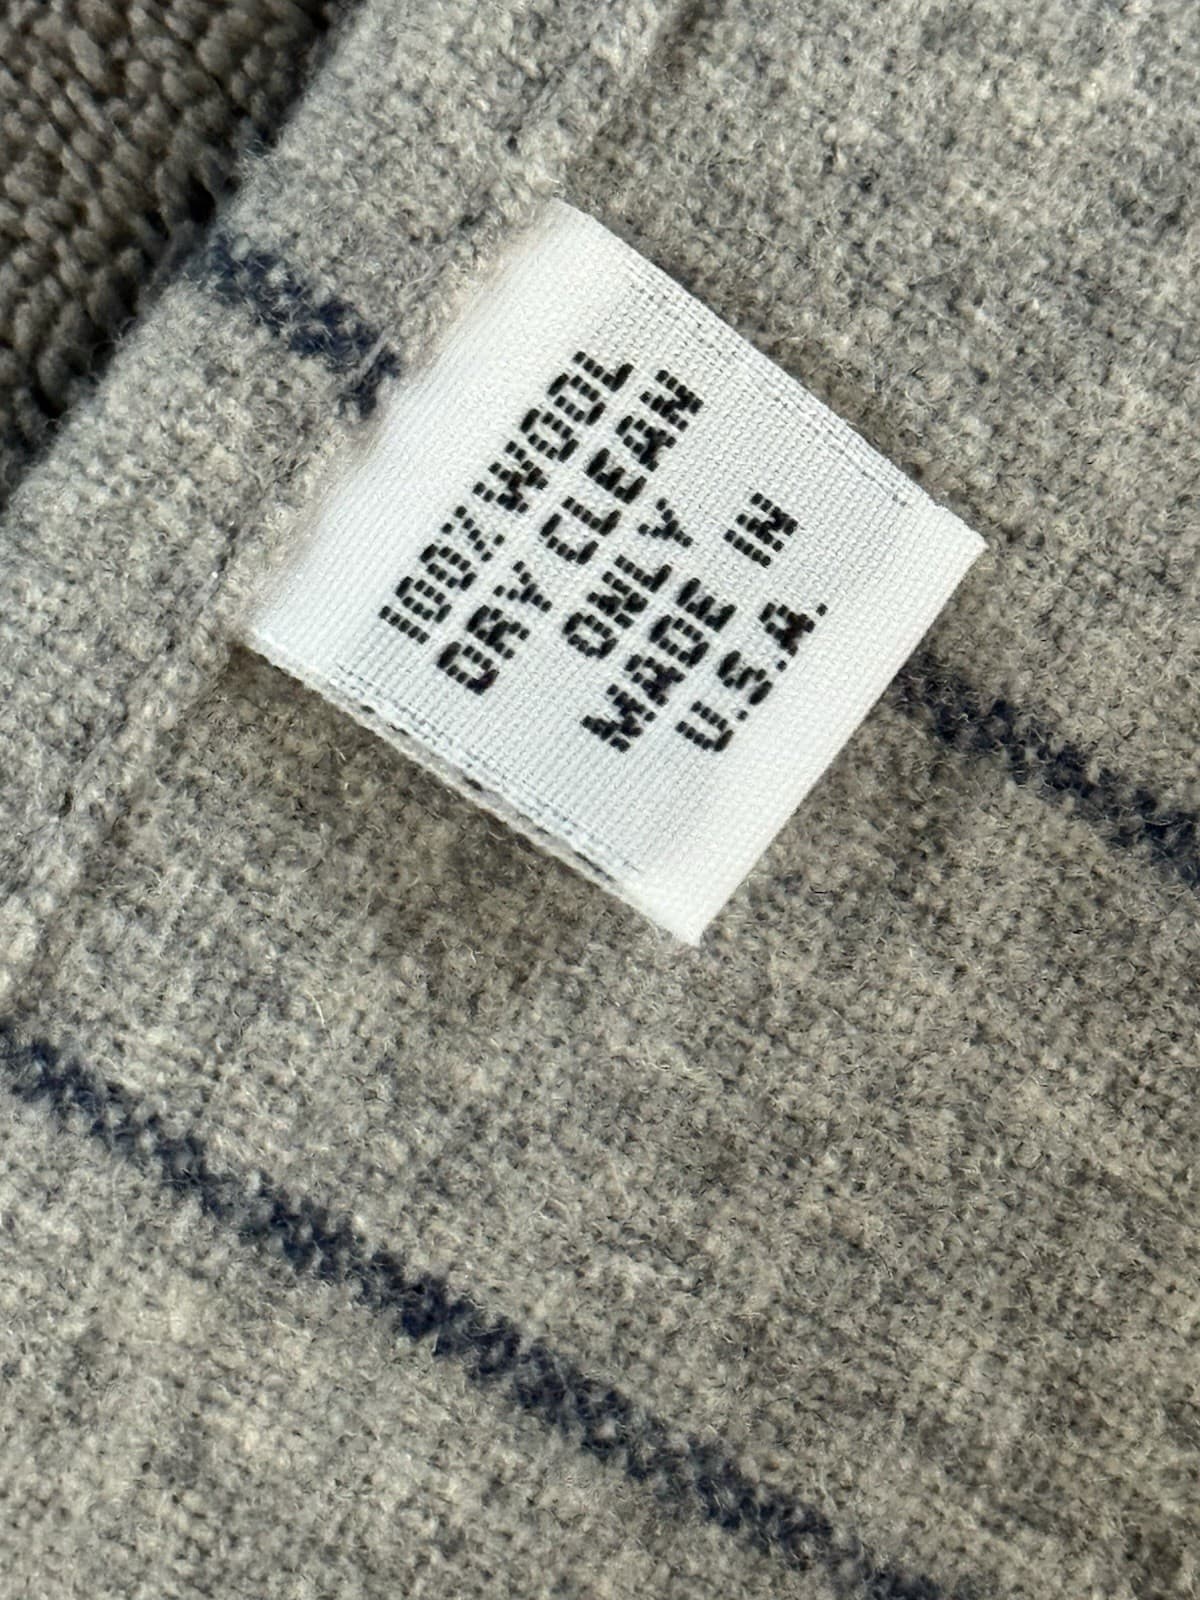 100% WOOL
DRY CLEAN
ONLY
MADE IN
U.S.A.